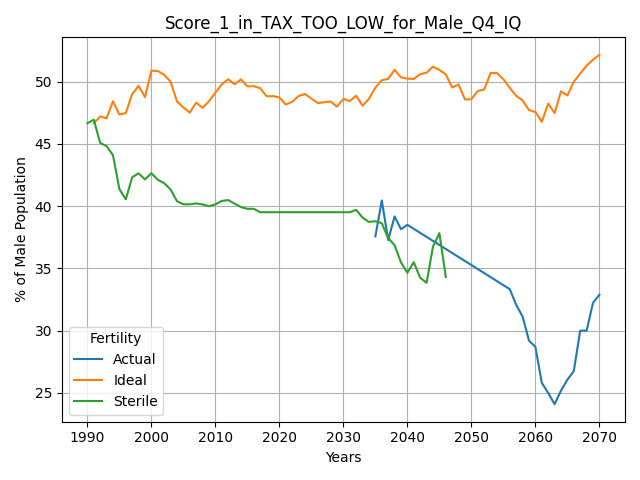 Score_1_in_TAX_TOO_LOW_for_Male_Q4_IQ
% of Male Population
50
45
40
35
30
25
Fertility
Actual
Ideal
Sterile
1990 2000 2010 2020 2030 2040 2050 2060 2070
Years